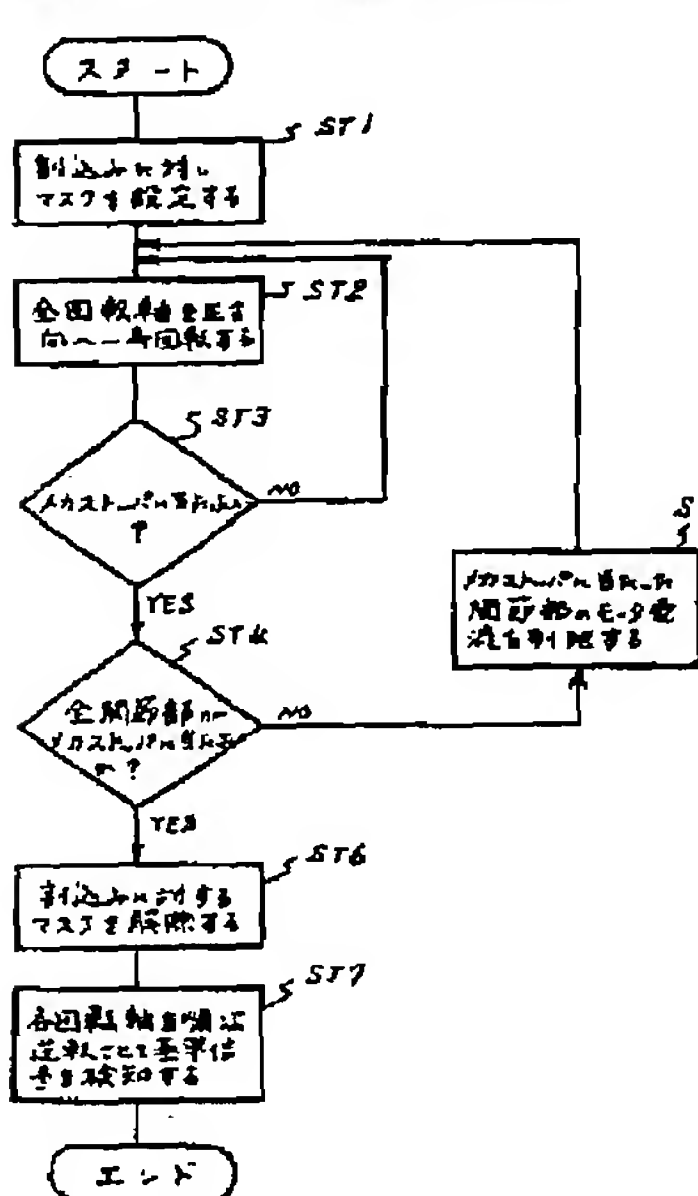 スタート
ST1
割込みに対し
マスクを設定する
ST2
全回転軸を正方
向へ一斉回転する
ST3
メカストッパに当たったか
?
NO
YES
ST4
全関節部が
メカストッパに当たった
か?
NO
YES
S
メカストッパに当たった
関節部のモータ電
流を制限する
ST6
割込みに対する
マスクを解除する
ST7
各回転軸を順次
逆転させて基準信
号を検知する
エンド